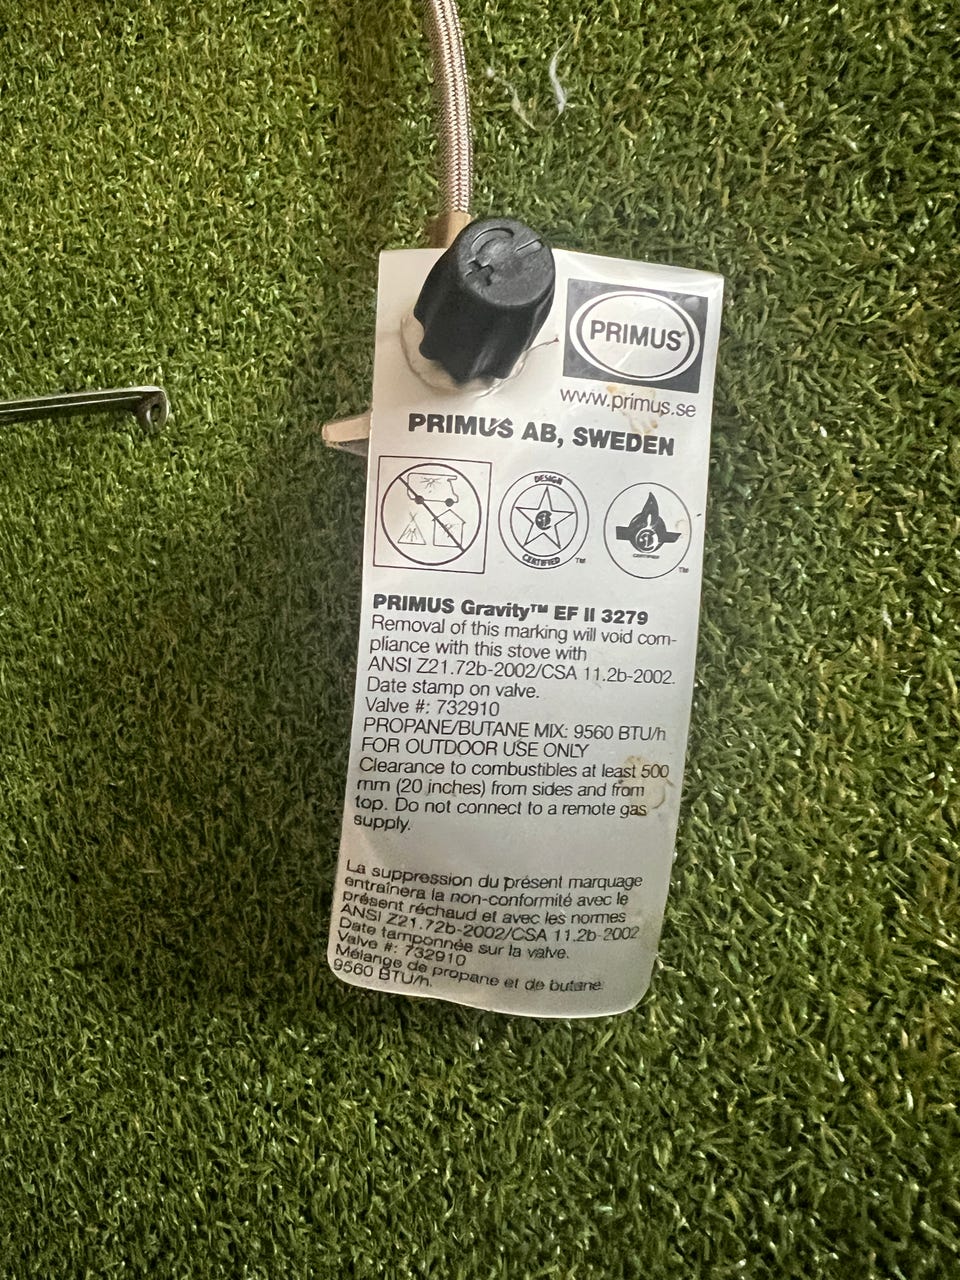 PRIMUS
www.primus.se
PRIMUS AB, SWEDEN
DESIGN
CERTIFIED ™
CERTIFIED ™
PRIMUS Gravity™ EF II 3279
Removal of this marking will void com-
pliance with this stove with
ANSI Z21.72b-2002/CSA 11.2b-2002.
Date stamp on valve.
Valve #: 732910
PROPANE/BUTANE MIX: 9560 BTU/h
FOR OUTDOOR USE ONLY
Clearance to combustibles at least 500
mm (20 inches) from sides and from
top. Do not connect to a remote gas
supply.
La suppression du présent marquage
entraînera la non-conformité avec le
présent réchaud et avec les normes
ANSI Z21.72b-2002/CSA 11.2b-2002
Date tamponnée sur la valve.
Valve #: 732910
Mélange de propane et de butane:
9560 BTU/h.